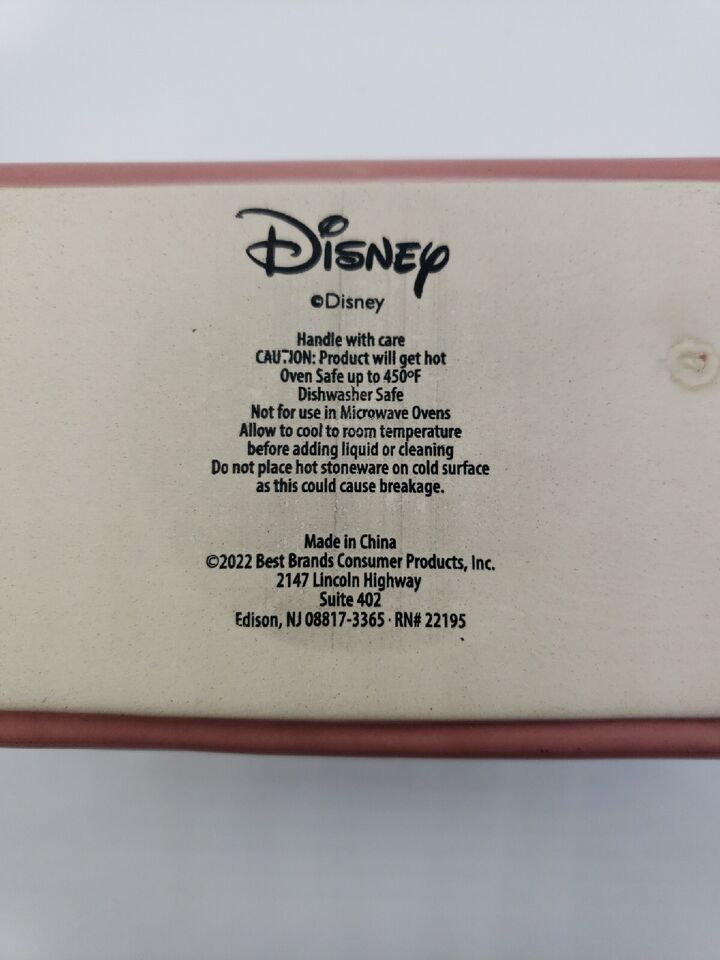 Disney
©Disney
Handle with care
CAUTION: Product will get hot
Oven Safe up to 450ºF
Dishwasher Safe
Not for use in Microwave Ovens
Allow to cool to room temperature
before adding liquid or cleaning
Do not place hot stoneware on cold surface
as this could cause breakage.
Made in China
©2022 Best Brands Consumer Products, Inc.
2147 Lincoln Highway
Suite 402
Edison, NJ 08817-3365 · RN# 22195